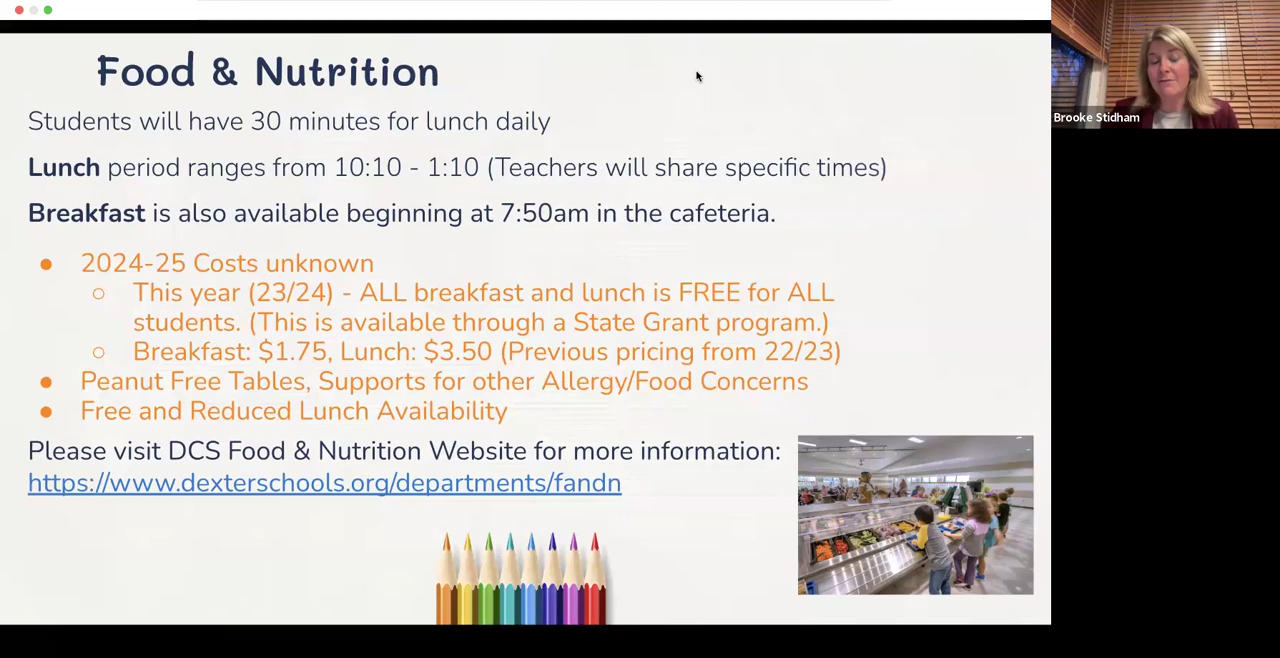 Food & Nutrition
Students will have 30 minutes for lunch daily
Lunch period ranges from 10:10 - 1:10 (Teachers will share specific times)
Breakfast is also available beginning at 7:50am in the cafeteria.
● 2024-25 Costs unknown
○ This year (23/24) - ALL breakfast and lunch is FREE for ALL
students. (This is available through a State Grant program.)
○ Breakfast: $1.75, Lunch: $3.50 (Previous pricing from 22/23)
● Peanut Free Tables, Supports for other Allergy/Food Concerns
● Free and Reduced Lunch Availability
Please visit DCS Food & Nutrition Website for more information:
https://www.dexterschools.org/departments/fandn
Brooke Stidham